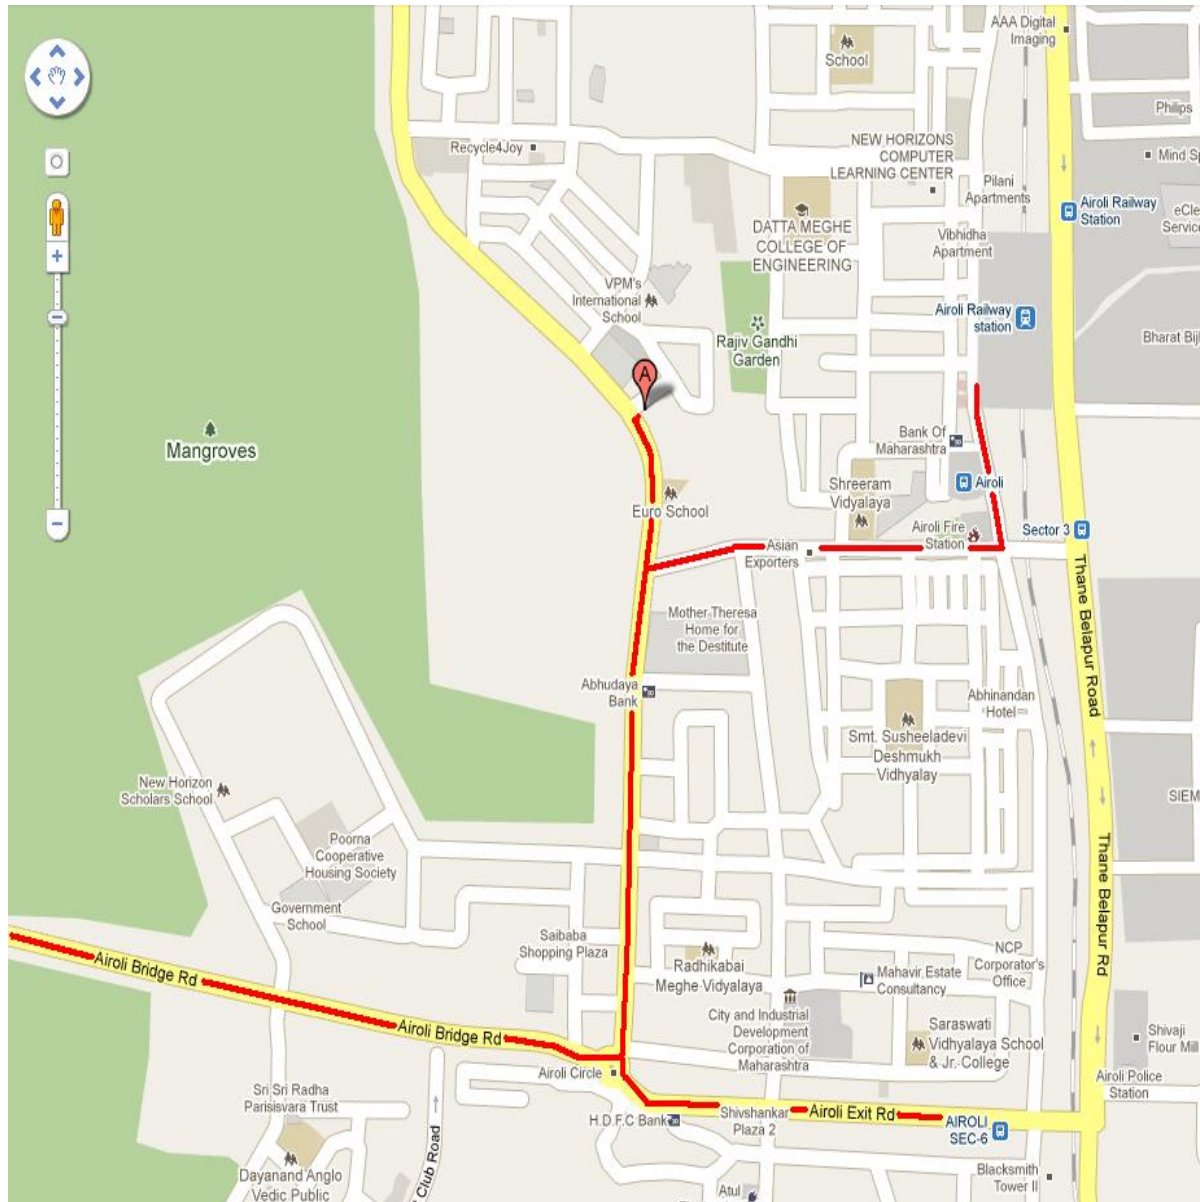 AAA Digital
Imaging
School
Philips
Recycle4Joy
NEW HORIZONS
COMPUTER
LEARNING CENTER
Mind Sp
Pilani
Apartments
Airoli Railway
Station
eCle
Service
DATTA MEGHE
COLLEGE OF
ENGINEERING
Vibhidha
Apartment
VPM's
International
School
Airoli Railway
station
Rajiv Gandhi
Garden
Bharat Bijl
A
Mangroves
Bank Of
Maharashtra
Shreeram
Vidyalaya
Airoli
Euro School
Airoli Fire
Station
Sector 3
Asian
Exporters
Thane Belapur Road
Mother Theresa
Home for
the Destitute
Abhudaya
Bank
Abhinandan
Hotel
Smt. Susheeladevi
Deshmukh
Vidhyalay
New Horizon
Scholars School
SIEM
Poorna
Cooperative
Housing Society
Thane Belapur Rd
Government
School
Saibaba
Shopping Plaza
Airoli Bridge Rd
Radhikabai
Meghe Vidyalaya
Mahavir Estate
Consultancy
NCP
Corporator's
Office
City and Industrial
Development
Corporation of
Maharashtra
Airoli Bridge Rd
Saraswati
Vidhyalaya School
& Jr. College
Shivaji
Flour Mill
Airoli Circle
Airoli Police
Station
Sri Sri Radha
Parisisvara Trust
H.D.F.C Bank
Shivshankar
Plaza 2
Airoli Exit Rd
AIROLI
SEC-6
Club Road
Dayanand Anglo
Vedic Public
Blacksmith
Tower II
Atul